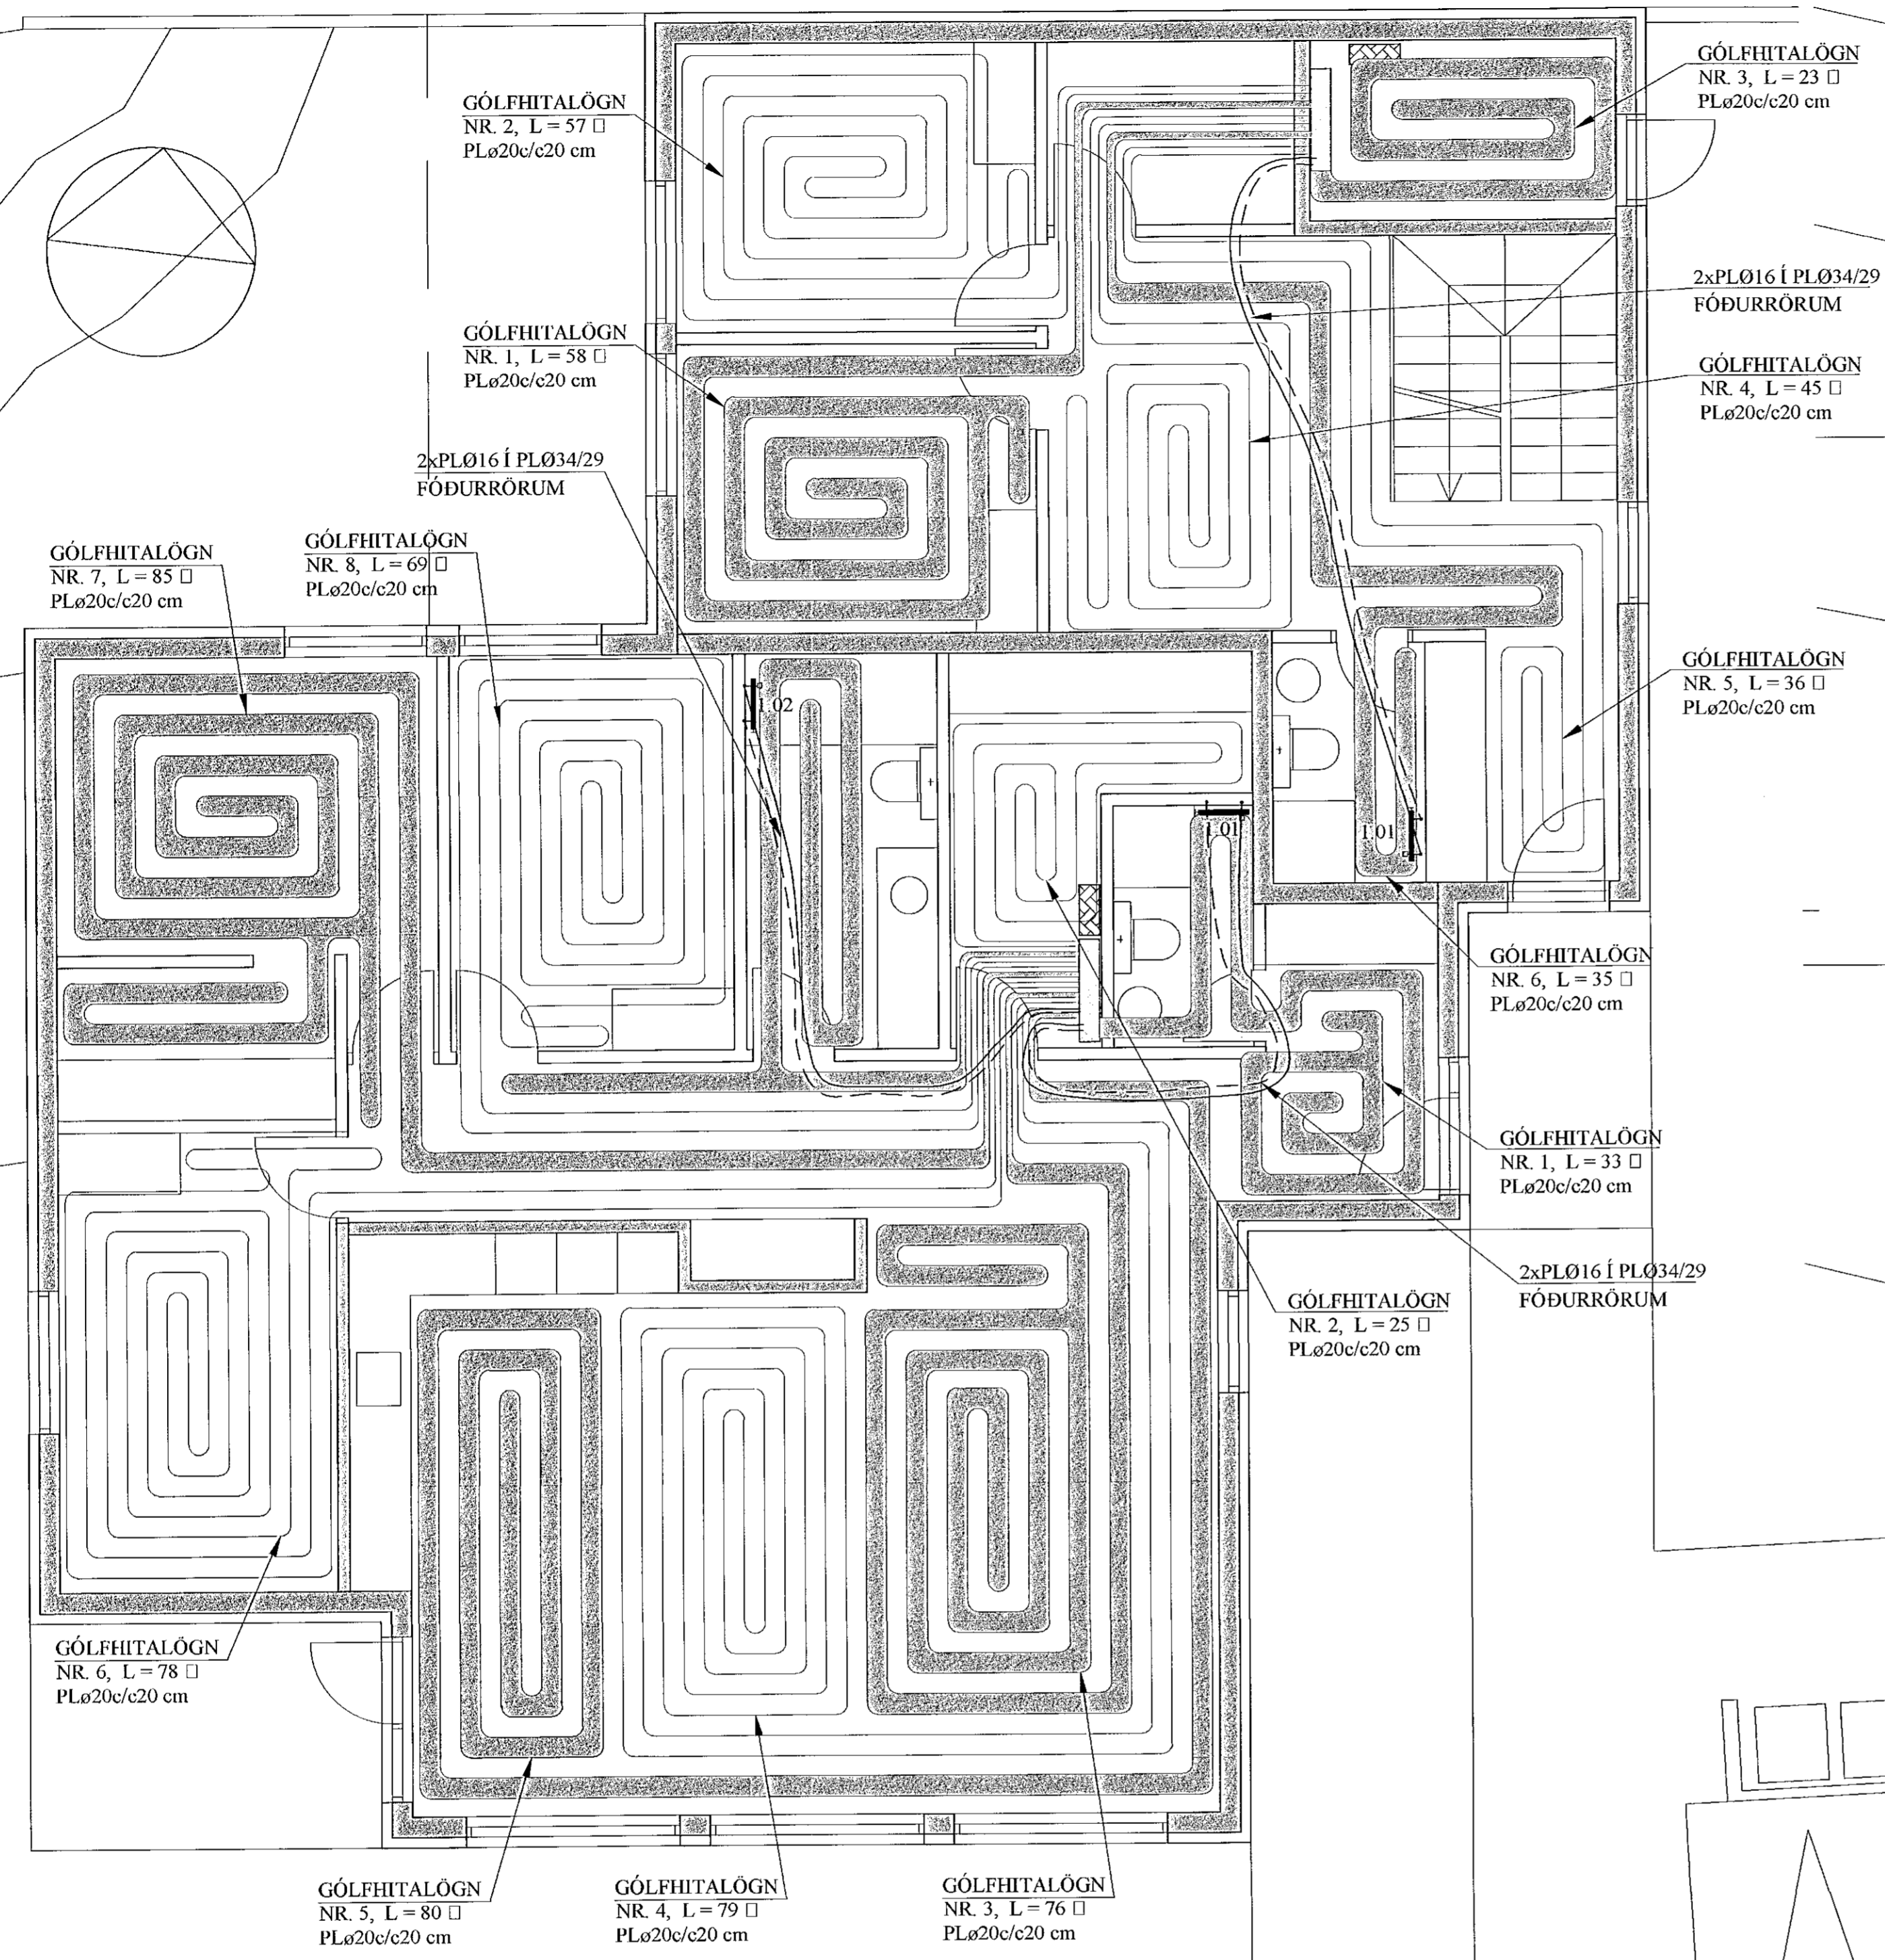 GÓLFHITALÖGN
NR. 3, L = 23 □
PLø20c/c20 cm
GÓLFHITALÖGN
NR. 2, L = 57 □
PLø20c/c20 cm
2xPLØ16 Í PLØ34/29
FÓÐURRÖRUM
GÓLFHITALÖGN
NR. 1, L = 58 □
PLø20c/c20 cm
GÓLFHITALÖGN
NR. 4, L = 45 □
PLø20c/c20 cm
2xPLØ16 Í PLØ34/29
FÓÐURRÖRUM
GÓLFHITALÖGN
NR. 7, L = 85 □
PLø20c/c20 cm
GÓLFHITALÖGN
NR. 8, L = 69 □
PLø20c/c20 cm
GÓLFHITALÖGN
NR. 5, L = 36 □
PLø20c/c20 cm
1.02
1.01
1.01
GÓLFHITALÖGN
NR. 6, L = 35 □
PLø20c/c20 cm
GÓLFHITALÖGN
NR. 1, L = 33 □
PLø20c/c20 cm
2xPLØ16 Í PLØ34/29
FÓÐURRÖRUM
GÓLFHITALÖGN
NR. 2, L = 25 □
PLø20c/c20 cm
GÓLFHITALÖGN
NR. 6, L = 78 □
PLø20c/c20 cm
GÓLFHITALÖGN
NR. 5, L = 80 □
PLø20c/c20 cm
GÓLFHITALÖGN
NR. 4, L = 79 □
PLø20c/c20 cm
GÓLFHITALÖGN
NR. 3, L = 76 □
PLø20c/c20 cm